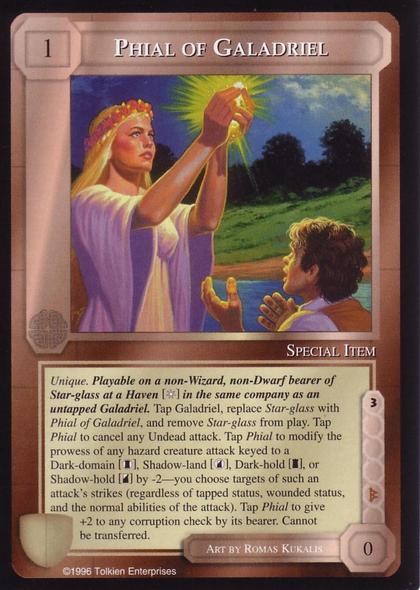 1
PHIAL OF GALADRIEL
SPECIAL ITEM
Unique. Playable on a non-Wizard, non-Dwarf bearer of
Star-glass at a Haven [] in the same company as an
untapped Galadriel. Tap Galadriel, replace Star-glass with
Phial of Galadriel, and remove Star-glass from play. Tap
Phial to cancel any Undead attack. Tap Phial to modify the
prowess of any hazard creature attack keyed to a
Dark-domain [], Shadow-land [], Dark-hold [], or
Shadow-hold [] by -2—you choose targets of such an
attack's strikes (regardless of tapped status, wounded status,
and the normal abilities of the attack). Tap Phial to give
+2 to any corruption check by its bearer. Cannot
be transferred.
3
ART BY ROMAS KUKALIS
0
©1996 Tolkien Enterprises